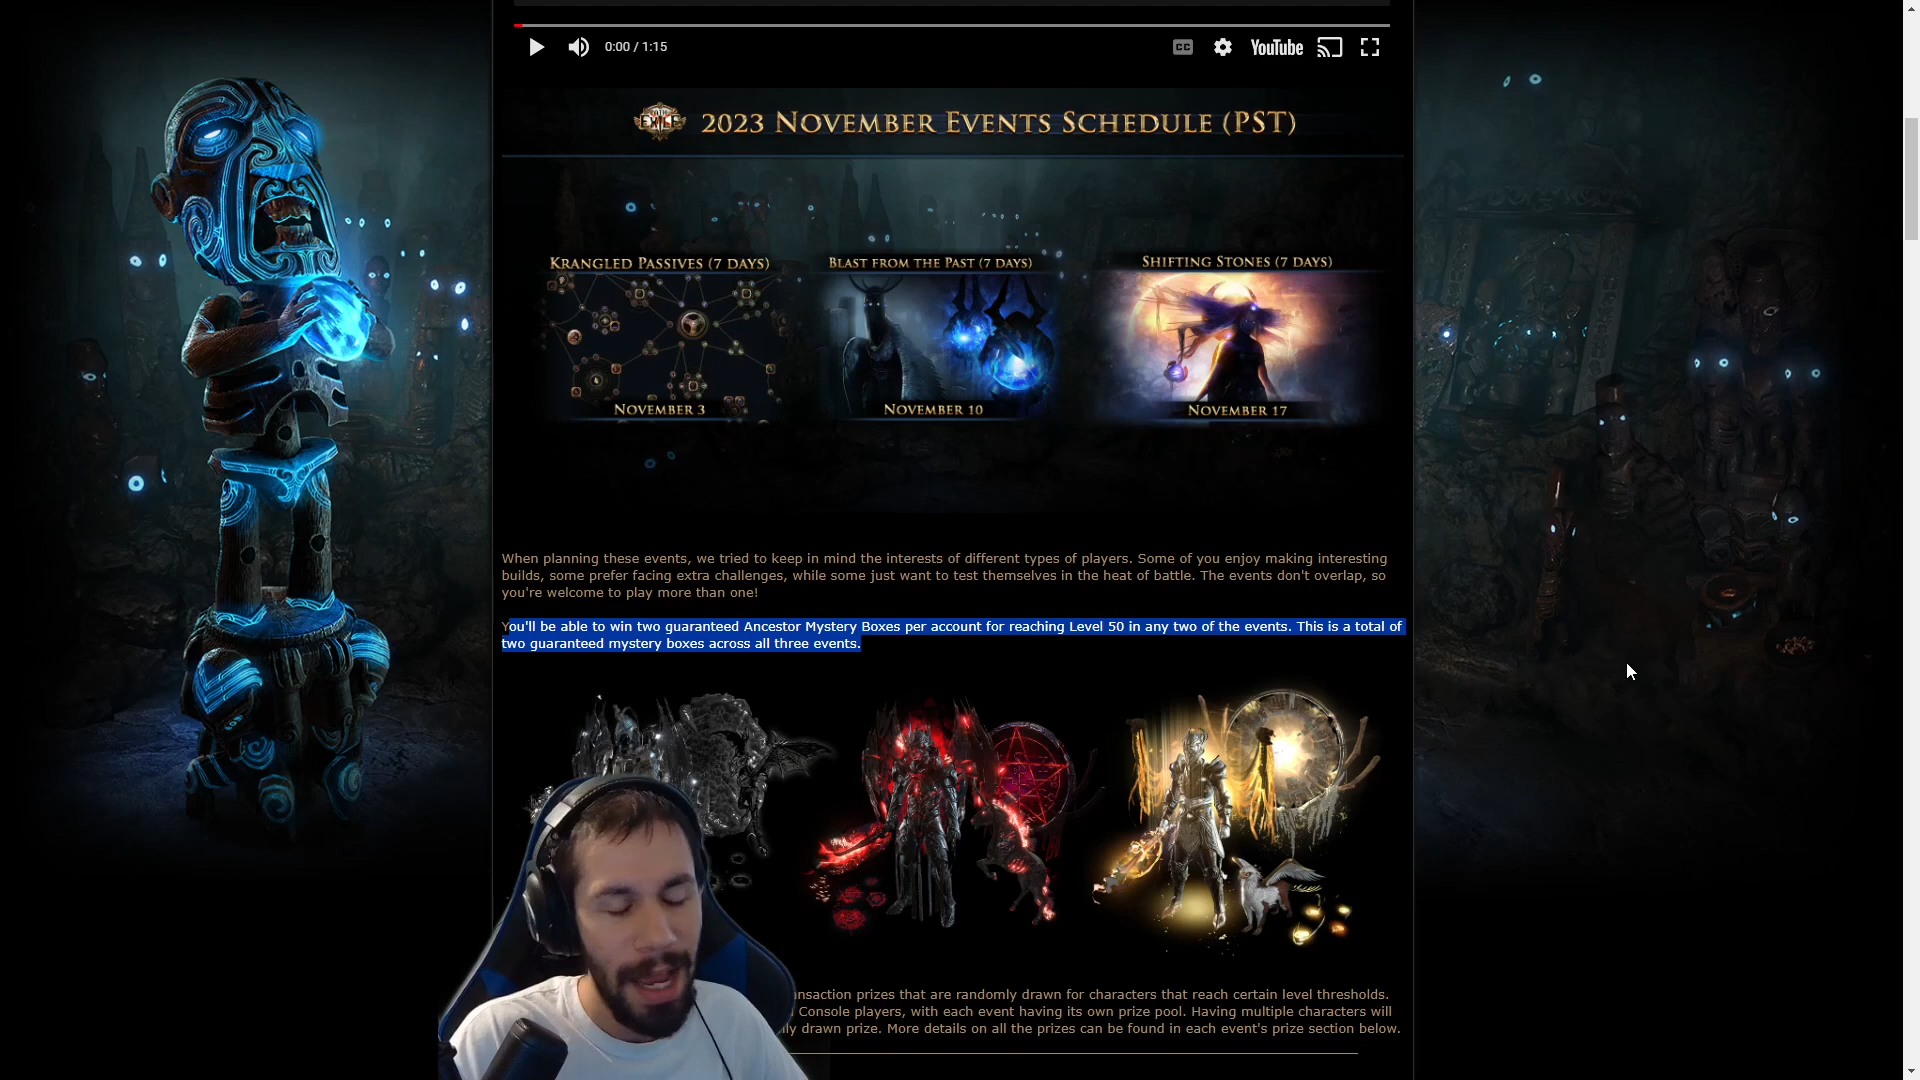 0:00 / 1:15
CC
YouTube
PATH OF EXILE
2023 NOVEMBER EVENTS SCHEDULE (PST)
KRANGLED PASSIVES (7 DAYS)
BLAST FROM THE PAST (7 DAYS)
SHIFTING STONES (7 DAYS)
NOVEMBER 3
NOVEMBER 10
NOVEMBER 17
When planning these events, we tried to keep in mind the interests of different types of players. Some of you enjoy making interesting
builds, some prefer facing extra challenges, while some just want to test themselves in the heat of battle. The events don't overlap, so
you're welcome to play more than one!
You'll be able to win two guaranteed Ancestor Mystery Boxes per account for reaching Level 50 in any two of the events. This is a total of
two guaranteed mystery boxes across all three events.
ansaction prizes that are randomly drawn for characters that reach certain level thresholds.
Console players, with each event having its own prize pool. Having multiple characters will
ly drawn prize. More details on all the prizes can be found in each event's prize section below.